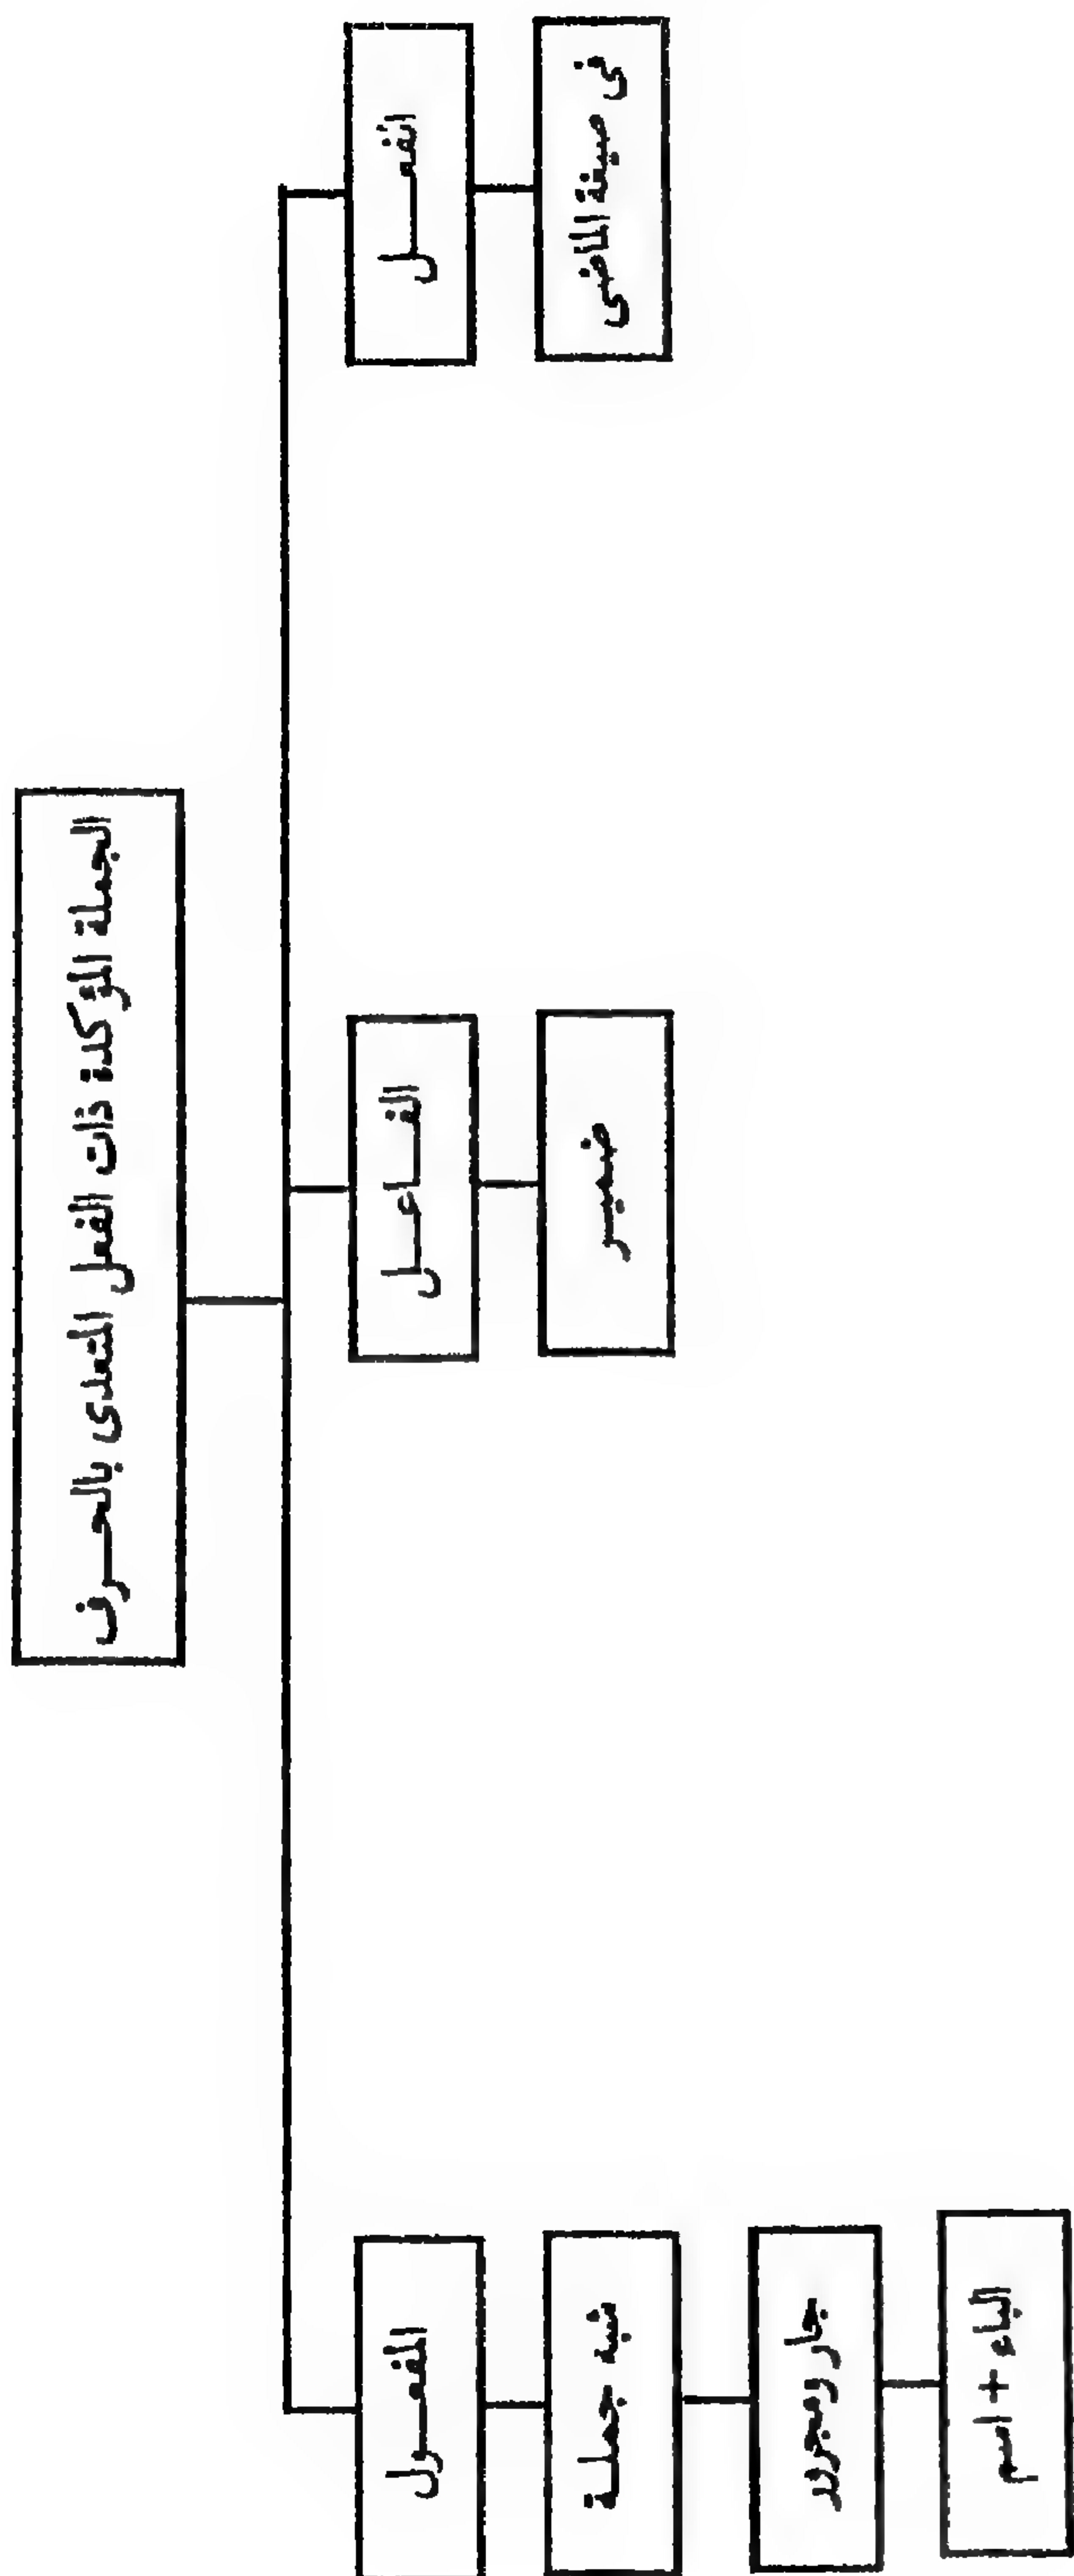 الجملة المؤكدة ذات الفعل المتعدى بالحرف
الفعل
فى صيغة الماضى
الفاعل
ضمير
المفعول
شبه جملة
جار ومجرور
الباء + اسم